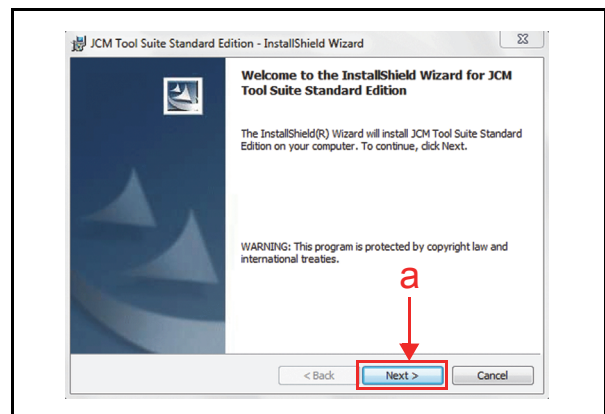 JCM Tool Suite Standard Edition - InstallShield Wizard
Welcome to the InstallShield Wizard for JCM
Tool Suite Standard Edition
The InstallShield(R) Wizard will install JCM Tool Suite Standard
Edition on your computer. To continue, click Next.
WARNING: This program is protected by copyright law and
international treaties.
a
< Back
Next >
Cancel